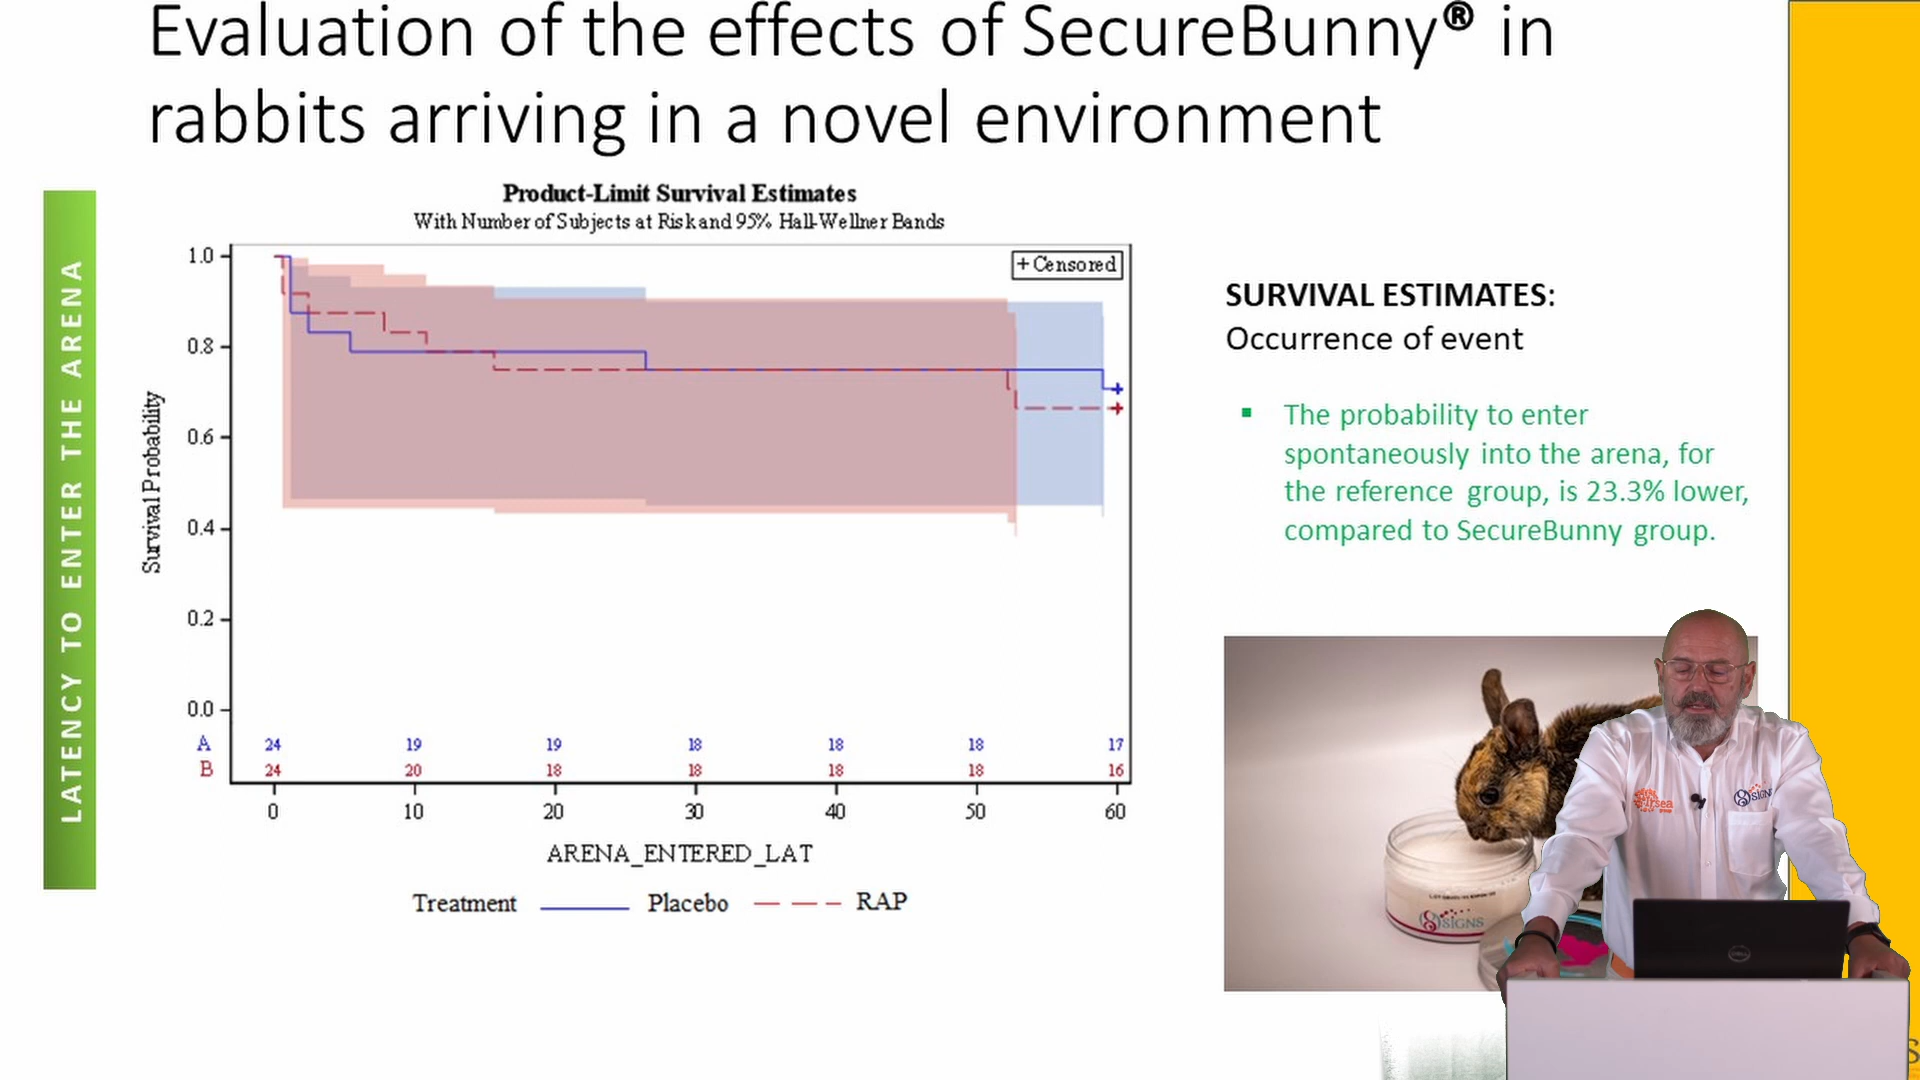 Evaluation of the effects of SecureBunny® in
rabbits arriving in a novel environment
LATENCY TO ENTER THE ARENA
Product-Limit Survival Estimates
With Number of Subjects at Risk and 95% Hall-Wellner Bands
+ Censored
Survival Probability
1.0
0.8
0.6
0.4
0.2
0.0
A 24 19 19 18 18 18 17
B 24 20 18 18 18 18 16
0 10 20 30 40 50 60
ARENA_ENTERED_LAT
Treatment Placebo RAP
SURVIVAL ESTIMATES:
Occurrence of event
▪ The probability to enter
spontaneously into the arena, for
the reference group, is 23.3% lower,
compared to SecureBunny group.
SIGNS
SIGNS
DELL